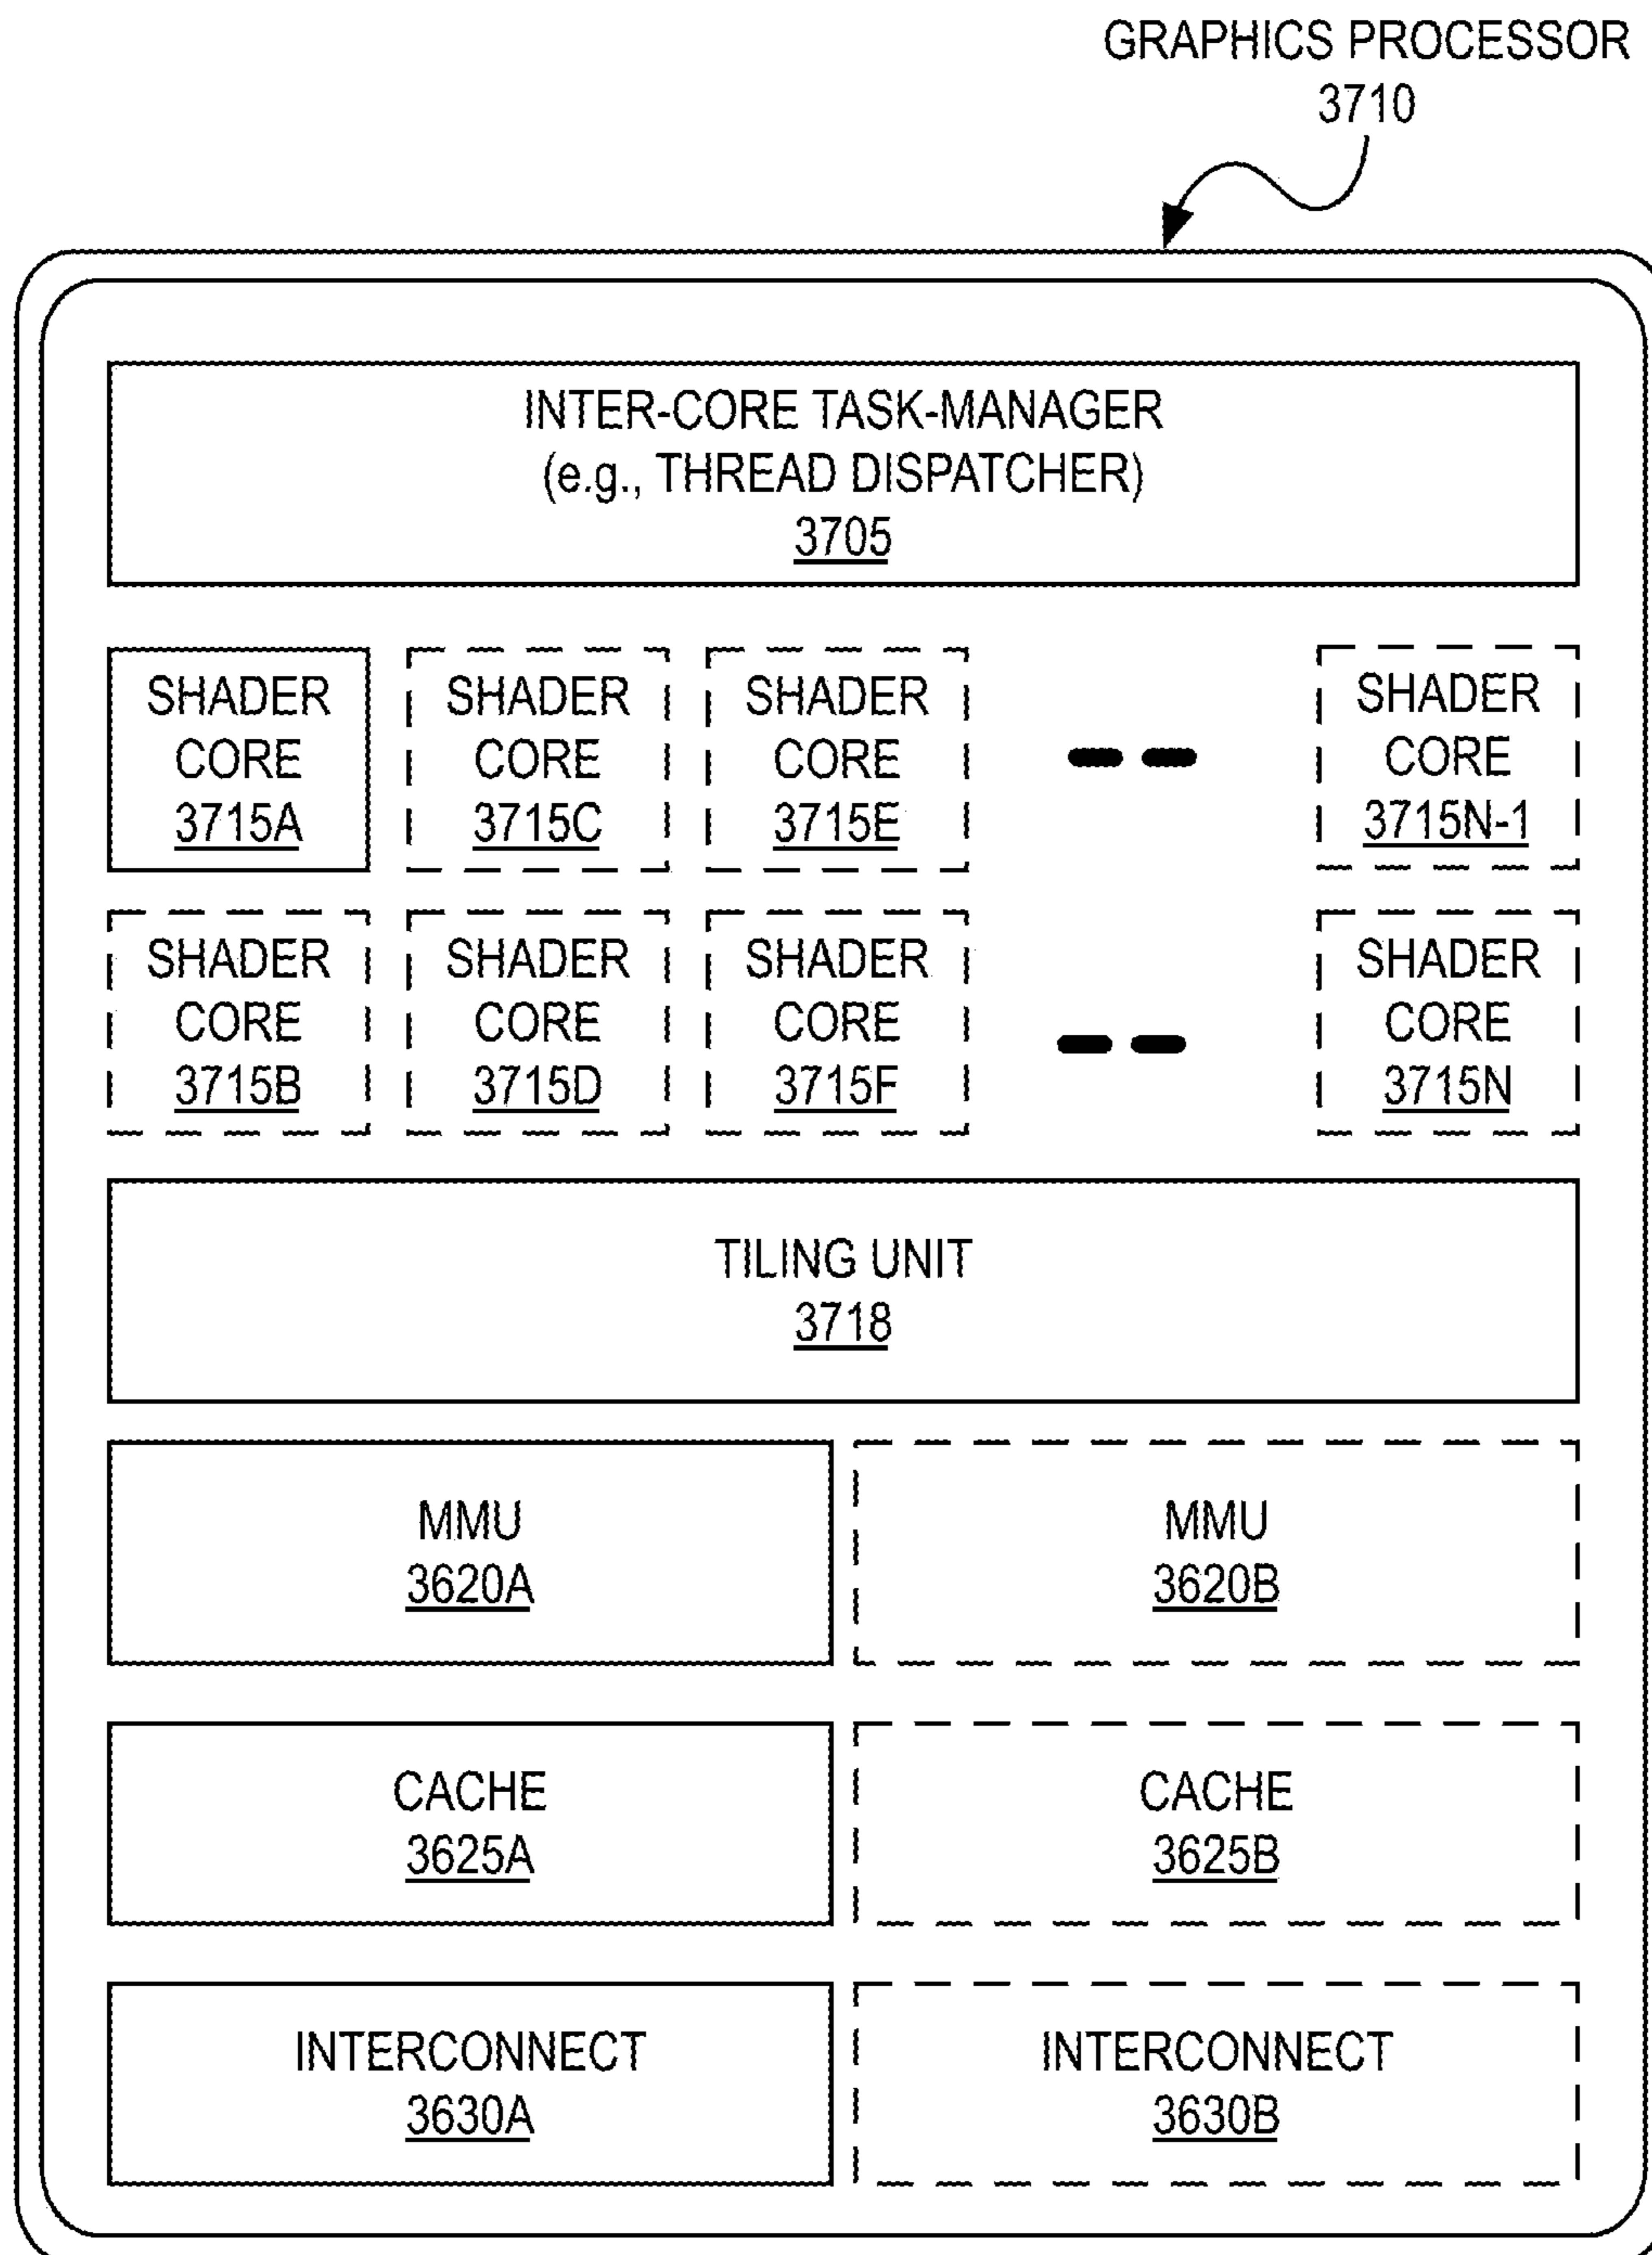 GRAPHICS PROCESSOR
3710
INTER-CORE TASK-MANAGER
(e.g., THREAD DISPATCHER)
3705
SHADER
CORE
3715A
SHADER
CORE
3715C
SHADER
CORE
3715E
SHADER
CORE
3715N-1
SHADER
CORE
3715B
SHADER
CORE
3715D
SHADER
CORE
3715F
SHADER
CORE
3715N
TILING UNIT
3718
MMU
3620A
MMU
3620B
CACHE
3625A
CACHE
3625B
INTERCONNECT
3630A
INTERCONNECT
3630B